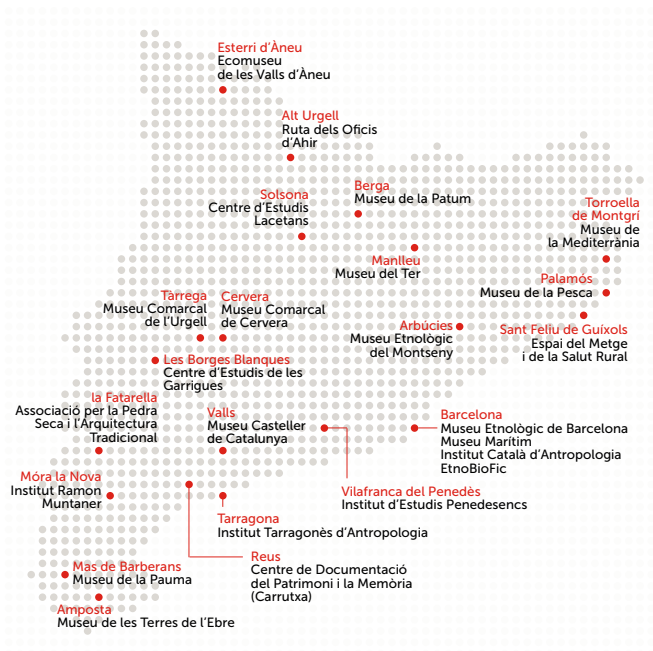 Esterri d'Àneu
Ecomuseu
de les Valls d'Àneu
Alt Urgell
Ruta dels Oficis
d'Ahir
Berga
Museu de la Patum
Solsona
Centre d'Estudis
Lacetans
Torroella
de Montgrí
Museu de
la Mediterrània
Manlleu
Museu del Ter
Palamós
Museu de la Pesca
Tàrrega
Museu Comarcal
de l'Urgell
Cervera
Museu Comarcal
de Cervera
Arbúcies
Museu Etnològic
del Montseny
Sant Feliu de Guíxols
Espai del Metge
i de la Salut Rural
Les Borges Blanques
Centre d'Estudis de les
Garrigues
la Fatarella
Associació per la Pedra
Seca i l'Arquitectura
Tradicional
Valls
Museu Casteller
de Catalunya
Barcelona
Museu Etnològic de Barcelona
Museu Marítim
Institut Català d'Antropologia
EtnoBioFic
Móra la Nova
Institut Ramon
Muntaner
Vilafranca del Penedès
Institut d'Estudis Penedesencs
Tarragona
Institut Tarragonès d'Antropologia
Reus
Centre de Documentació
del Patrimoni i la Memòria
(Carrutxa)
Mas de Barberans
Museu de la Pauma
Amposta
Museu de les Terres de l'Ebre